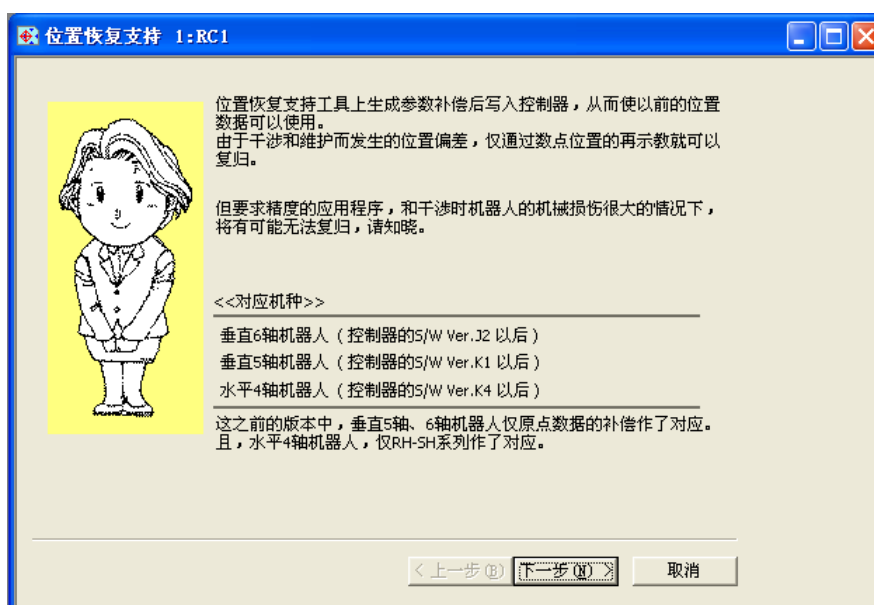 位置恢复支持 1:RC1
位置恢复支持工具上生成参数补偿后写入控制器，从而使以前的位置
数据可以使用。
由于干涉和维护而发生的位置偏差，仅通过数点位置的再示教就可以
复归。
但要求精度的应用程序，和干涉时机器人的机械损伤很大的情况下，
将有可能无法复归，请知晓。
<<对应机种>>
垂直6轴机器人（控制器的S/W Ver.J2 以后）
垂直5轴机器人（控制器的S/W Ver.K1 以后）
水平4轴机器人（控制器的S/W Ver.K4 以后）
这之前的版本中，垂直5轴、6轴机器人仅原点数据的补偿作了对应。
且，水平4轴机器人，仅RH-SH系列作了对应。
< 上一步(B) 下一步(N) > 取消